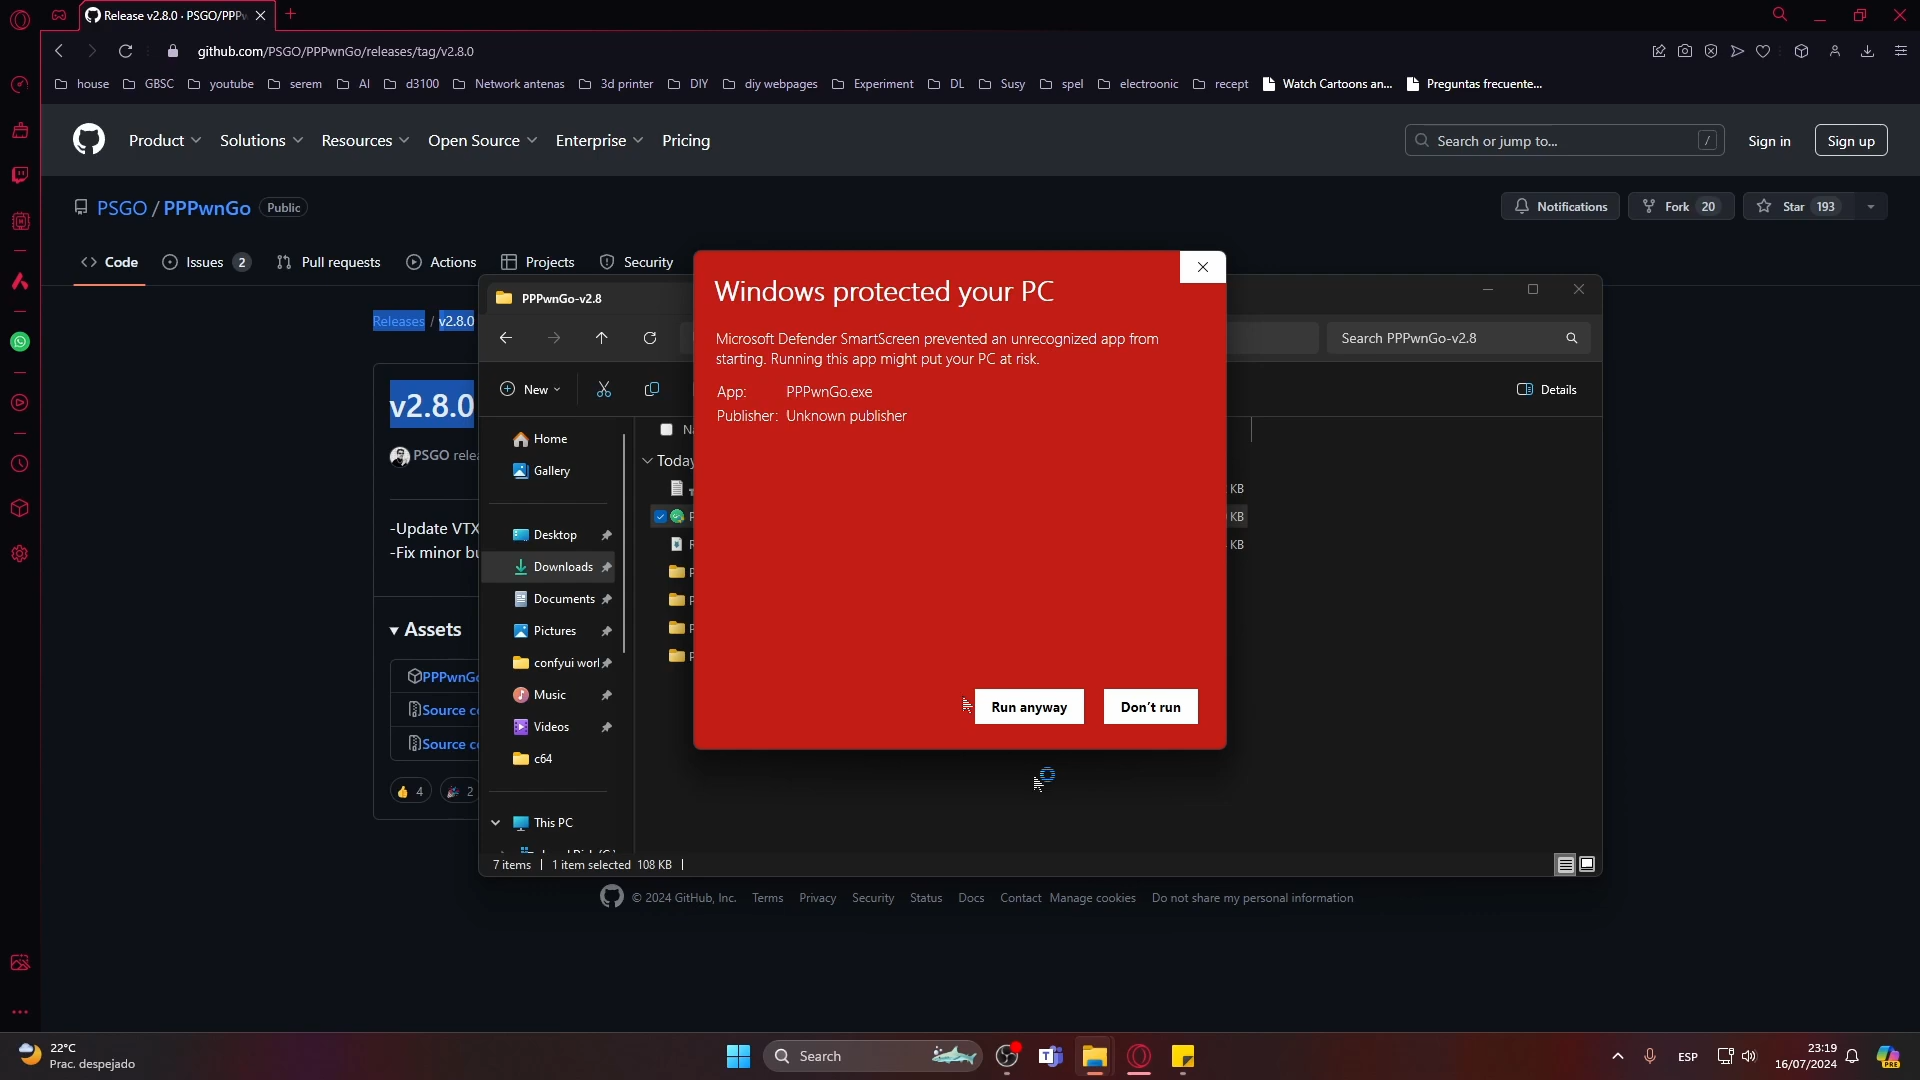 Release v2.8.0 · PSGO/PPPw
github.com/PSGO/PPPwnGo/releases/tag/v2.8.0
house GBSC youtube serem AI d3100 Network antenas 3d printer DIY diy webpages Experiment DL Susy spel electroonic recept Watch Cartoons an... Preguntas frecuente...
Product Solutions Resources Open Source Enterprise Pricing Search or jump to... / Sign in Sign up
PSGO / PPPwnGo Public Notifications Fork 20 Star 193
Code Issues 2 Pull requests Actions Projects Security
Releases / v2.8.0
v2.8.0
PSGO
-Update VTX
-Fix minor
Assets
Source
Source
4 2
PPPwnGo-v2.8
Search PPPwnGo-v2.8
New Details
Home
Gallery
Desktop
Downloads
Documents
Pictures
confyui
Music
Videos
c64
This PC
Today
KB
KB
KB
7 items 1 item selected 108 KB
Windows protected your PC
Microsoft Defender SmartScreen prevented an unrecognized app from
starting. Running this app might put your PC at risk.
App: PPPwnGo.exe
Publisher: Unknown publisher
Run anyway Don't run
© 2024 GitHub, Inc. Terms Privacy Security Status Docs Contact Manage cookies Do not share my personal information
22°C
Prac. despejado
Search
ESP
23:19
16/07/2024
PRE